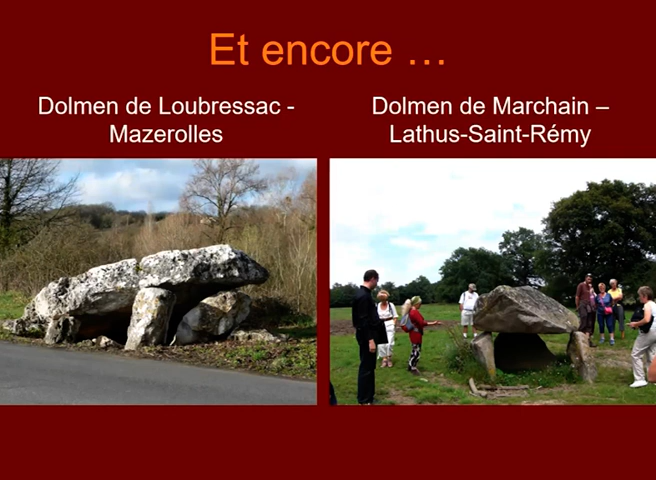 Et encore …
Dolmen de Loubressac -
Mazerolles
Dolmen de Marchain –
Lathus-Saint-Rémy